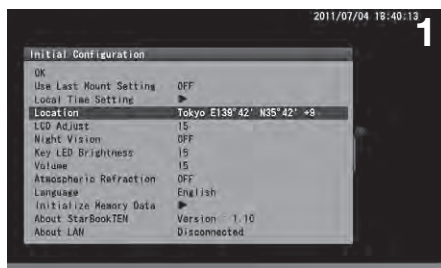 2011/07/04 18:40:13
1
Initial Configuration
OK
Use Last Mount Setting OFF
Local Time Setting ▶
Location Tokyo E139°42' N35°42' +9
LCD Adjust 15
Night Vision OFF
Key LED Brightness 15
Volume 15
Atmospheric Refraction OFF
Language English
Initialize Memory Data ▶
About StarBookTEN Version 1.10
About LAN Disconnected